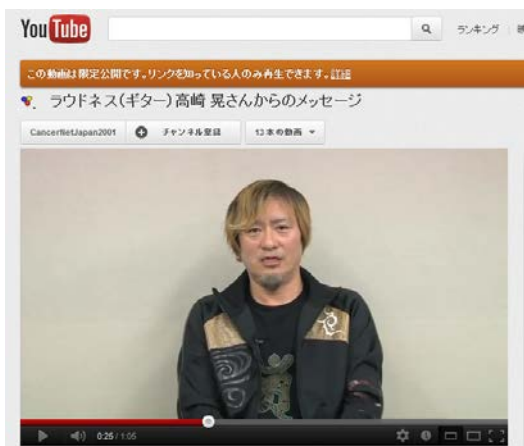 YouTube
ランキング
この動画は限定公開です。リンクを知っている人のみ再生できます。詳細
ラウドネス(ギター)高崎 晃さんからのメッセージ
CancerNetJapan2001
チャンネル登録
13 本の動画
0:25 / 1:05